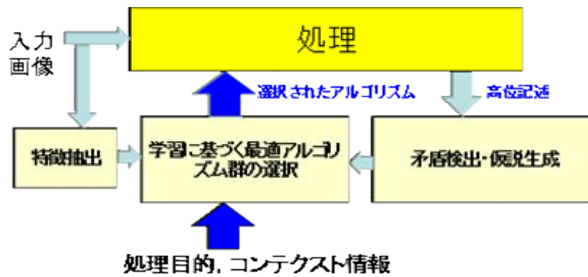 入力
画像
処理
選択されたアルゴリズム
高位記述
特徴抽出
学習に基づく最適アルゴリ
ズム群の選択
矛盾検出・仮説生成
処理目的, コンテクスト情報